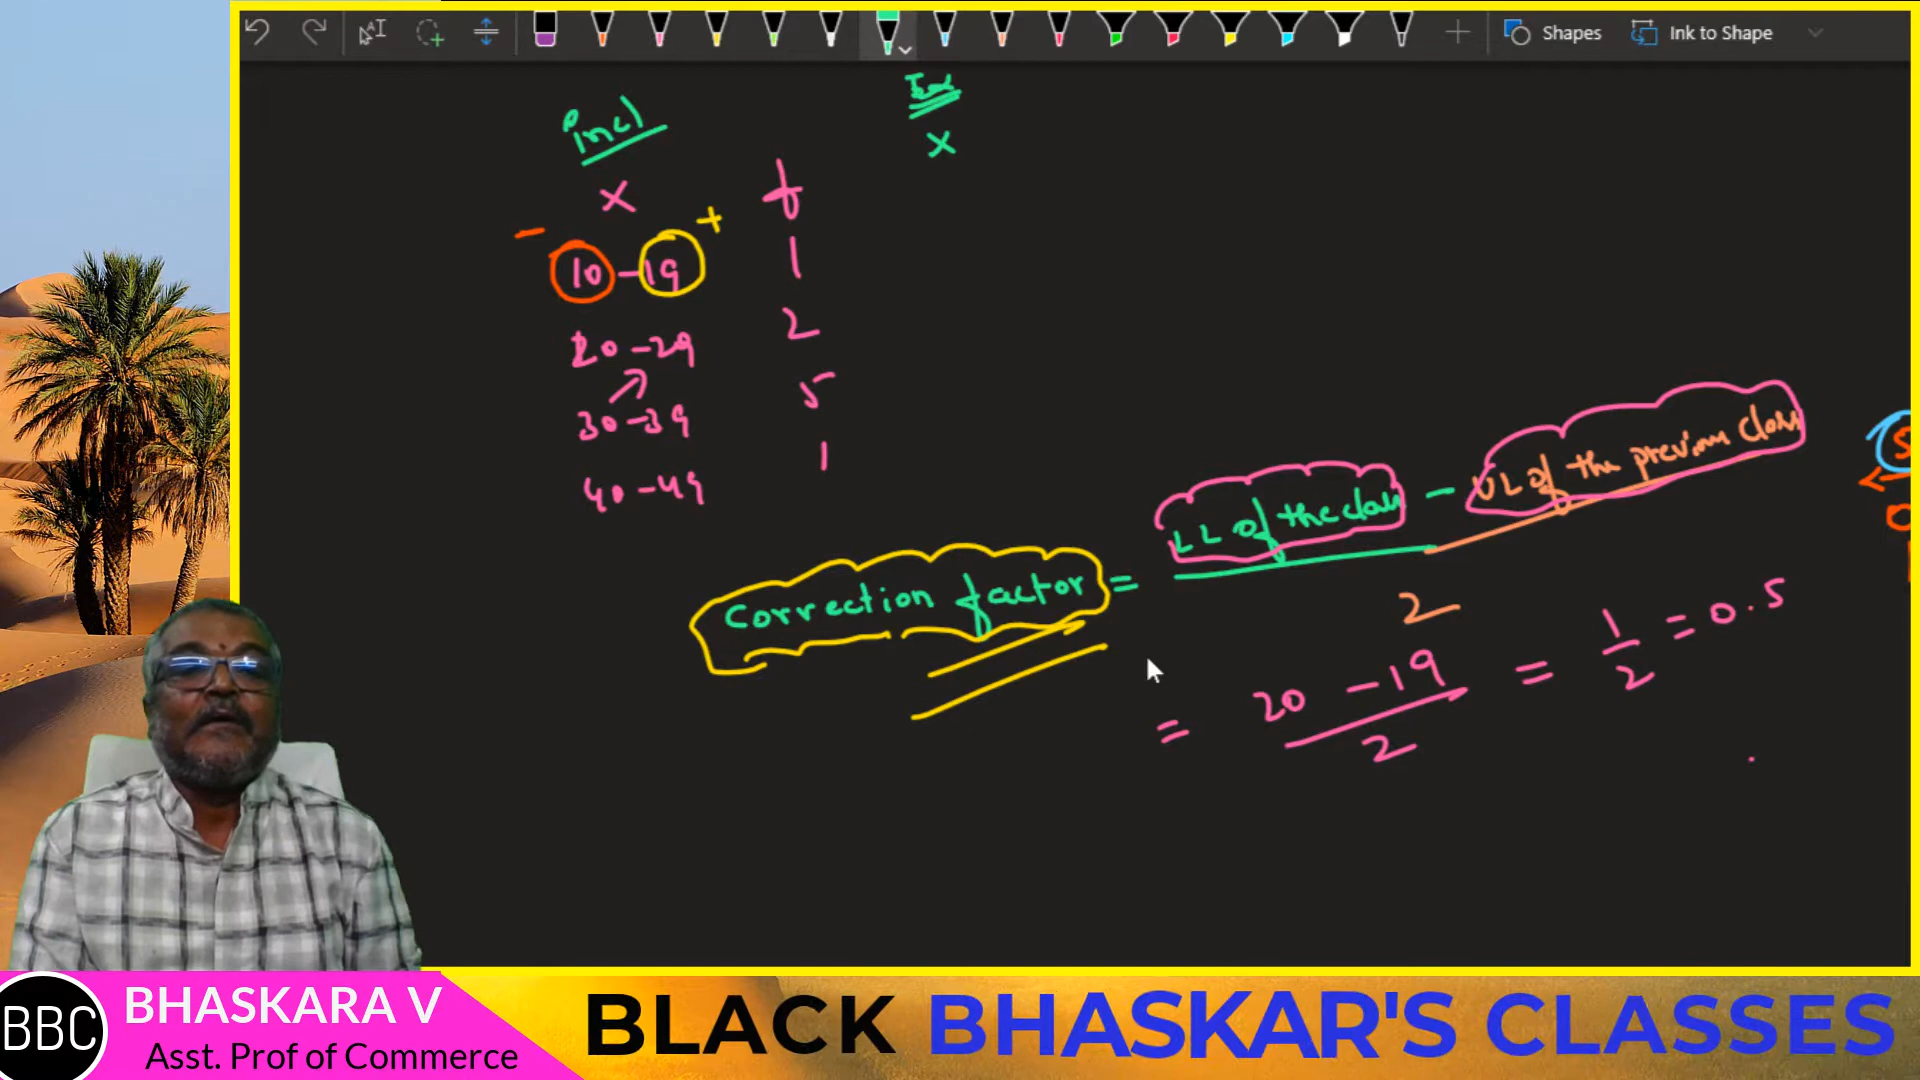 Shapes
Ink to Shape
incl
X
f
Exl
X
- 10 - 19 +
1
20 - 29
2
30 - 39
5
40 - 49
1
Correction factor = LL of the class - UL of the previous class
2
= 20 - 19 = 1 = 0.5
2 2
BBC
BHASKARA V
Asst. Prof of Commerce
BLACK BHASKAR'S CLASSES